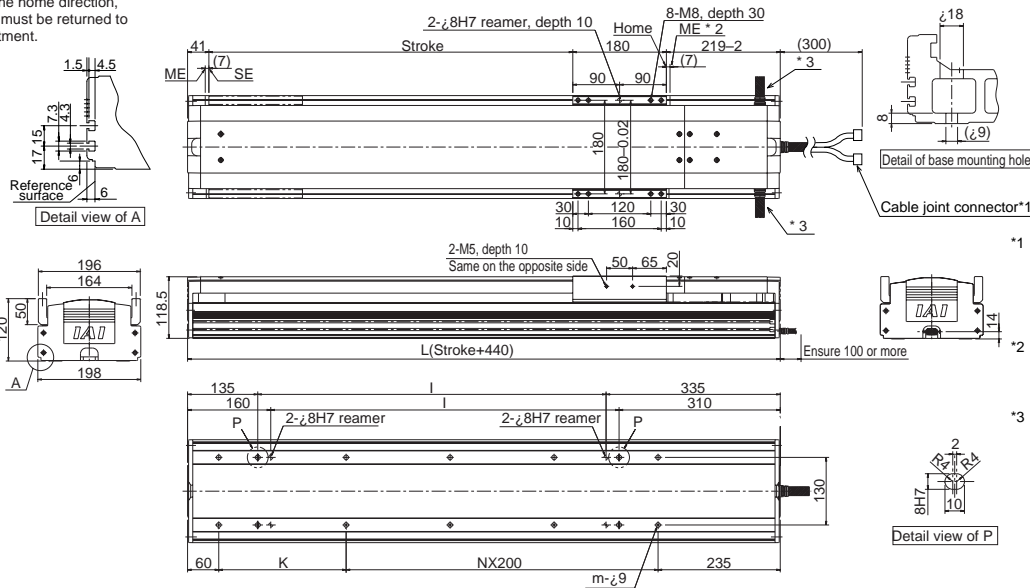 the home direction,
must be returned to
tment.
2-¿8H7 reamer, depth 10
8-M8, depth 30
Home
ME * 2
41
Stroke
180
219–2
(300)
(7)
(7)
ME
SE
90
90
* 3
180
180–0.02
30
120
30
10
160
10
* 3
Cable joint connector*1
1.5
4.5
7.3
4.3
17
15
6
6
Reference
surface
Detail view of A
¿18
8
(¿9)
Detail of base mounting hole
*1
196
164
50
120
IAI
A
198
2-M5, depth 10
Same on the opposite side
50
65
20
118.5
L(Stroke+440)
Ensure 100 or more
IAI
14
*2
135
l
335
160
l
310
P
2-¿8H7 reamer
2-¿8H7 reamer
P
130
60
K
NX200
235
m-¿9
*3
2
R4
R4
8H7
10
Detail view of P